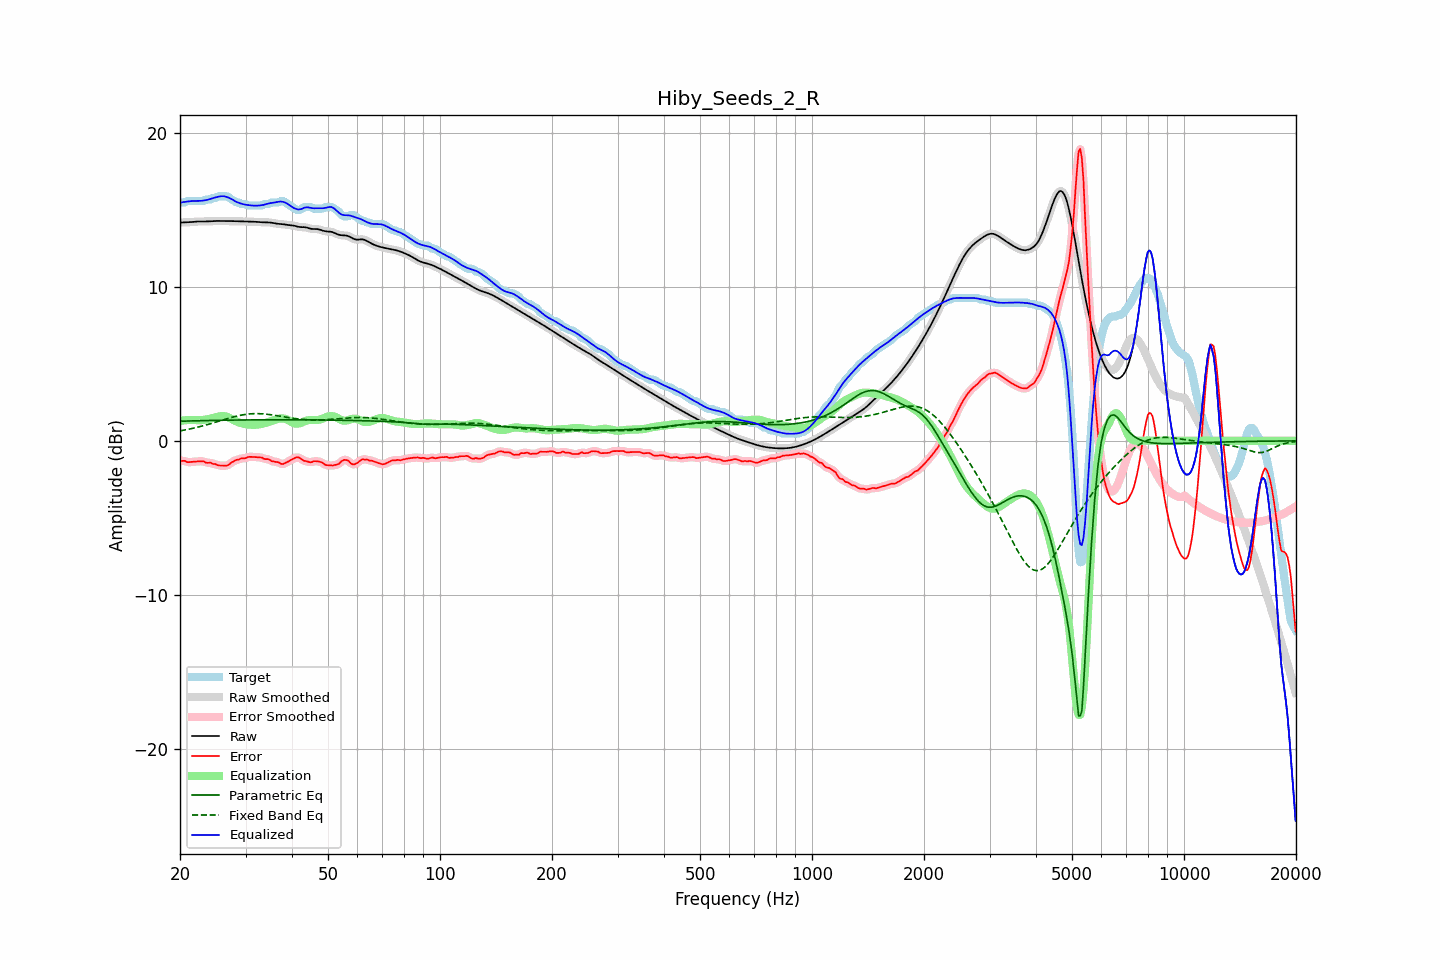 Hiby_Seeds_2_R
20
10
0
−10
−20
Amplitude (dBr)
Target
Raw Smoothed
Error Smoothed
Raw
Error
Equalization
Parametric Eq
Fixed Band Eq
Equalized
20 50 100 200 500 1000 2000 5000 10000 20000
Frequency (Hz)